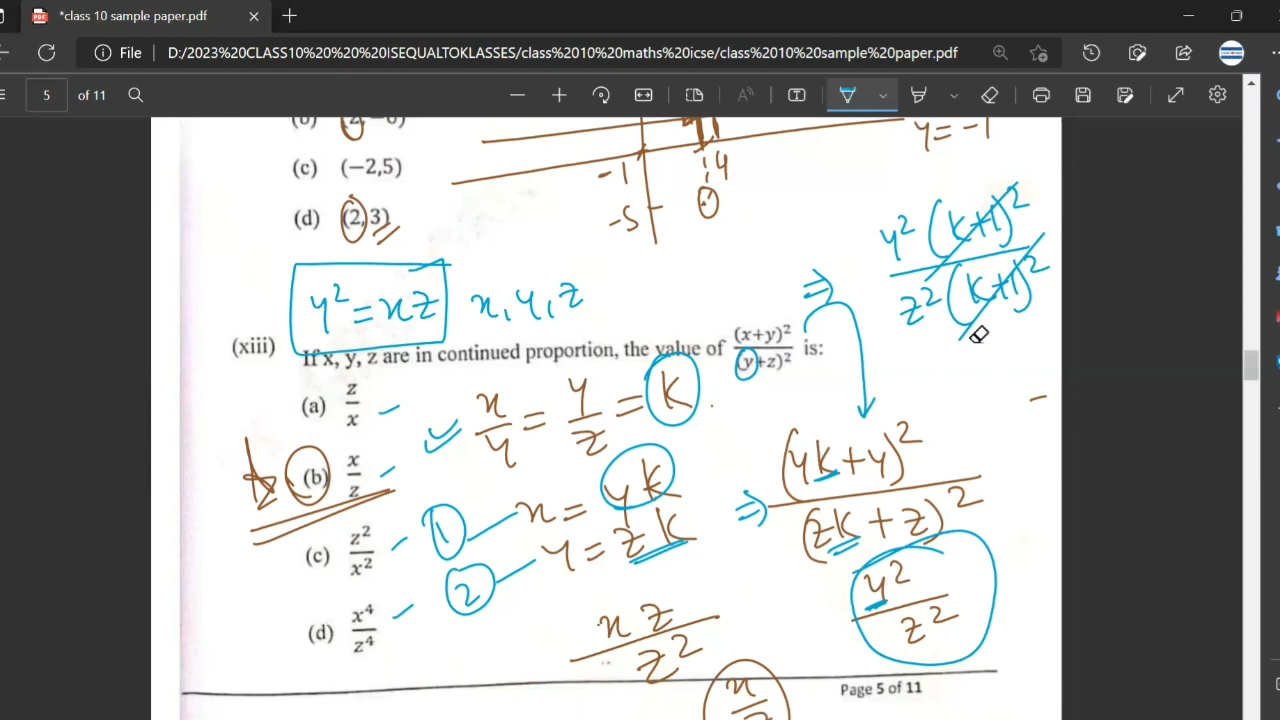 *class 10 sample paper.pdf
File D:/2023%20CLASS10%20%20%20ISEQUALTOKLASSES/class%2010%20maths%20icse/class%2010%20sample%20paper.pdf
5 of 11
y = -1
-1 4
(c) (−2,5)
(d) (2,3)
-5
y² (k+1)²
z² (k+1)²
y² = xz x, y, z
⇒
(xiii) If x, y, z are in continued proportion, the value of (x+y)²/(y+z)² is:
(a) z/x
x/y = y/z = k
(b) x/z
(yk+y)²
⇒
(zk+z)²
1 x = yk
(c) z²/x²
2 y = zk
y²/z²
(d) x⁴/z⁴
xz/z²
Page 5 of 11
x